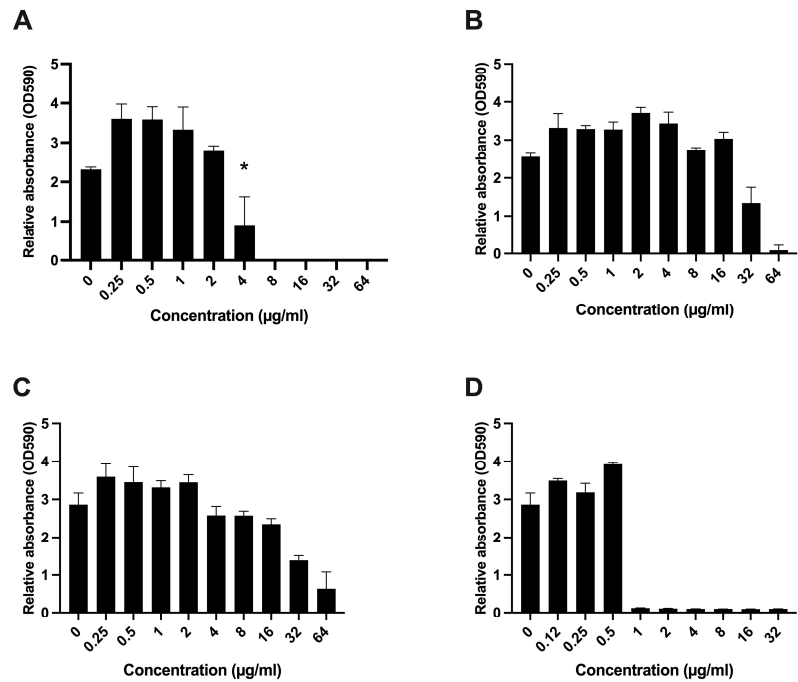 A
Relative absorbance (OD590)
5
4
3
2
1
0
*
0 0.25 0.5 1 2 4 8 16 32 64
Concentration (µg/ml)
B
Relative absorbance (OD590)
5
4
3
2
1
0
0 0.25 0.5 1 2 4 8 16 32 64
Concentration (µg/ml)
C
Relative absorbance (OD590)
5
4
3
2
1
0
0 0.25 0.5 1 2 4 8 16 32 64
Concentration (µg/ml)
D
Relative absorbance (OD590)
5
4
3
2
1
0
0 0.12 0.25 0.5 1 2 4 8 16 32
Concentration (µg/ml)